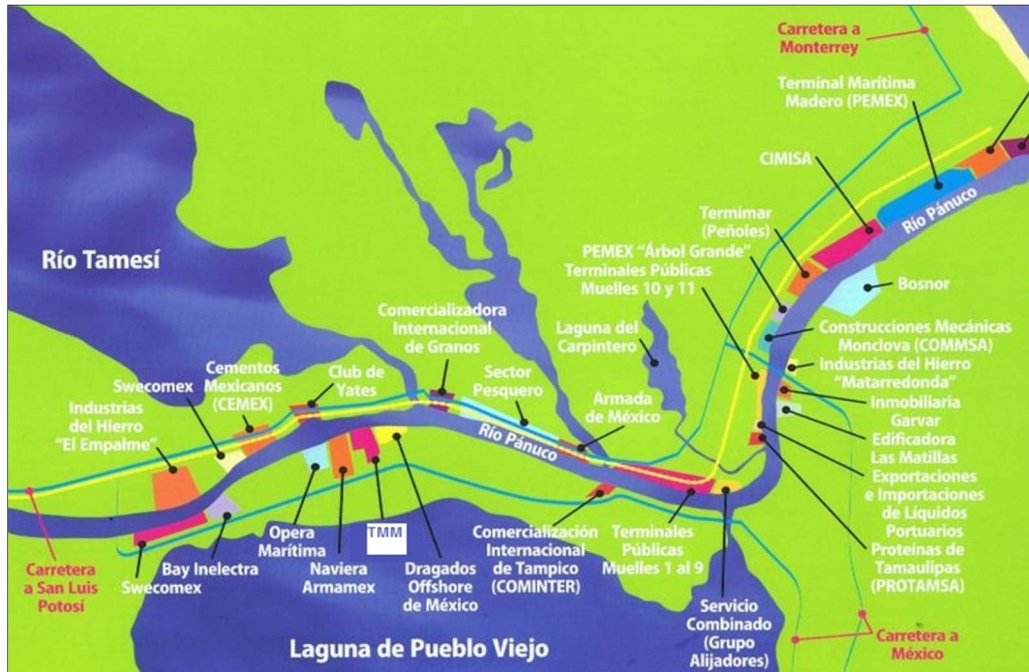 Carretera a
Monterrey
Terminal Marítima
Madero (PEMEX)
CIMISA
Río Pánuco
Termimar
(Peñoles)
PEMEX “Árbol Grande”
Terminales Públicas
Muelles 10 y 11
Bosnor
Río Tamesí
Comercializadora
Internacional
de Granos
Laguna del
Carpintero
Construcciones Mecánicas
Monclova (COMMSA)
Industrias del Hierro
“Matarredonda”
Inmobiliaria
Garvar
Edificadora
Las Matillas
Exportaciones
e Importaciones
de Líquidos
Portuarios
Proteínas de
Tamaulipas
(PROTAMSA)
Cementos
Mexicanos
(CEMEX)
Swecomex
Club de
Yates
Sector
Pesquero
Armada
de México
Industrias
del Hierro
"El Empalme"
Río Pánuco
TMM
Carretera
a San Luis
Potosí
Swecomex
Bay Inelectra
Opera
Marítima
Naviera
Armamex
Dragados
Offshore
de México
Comercialización
Internacional
de Tampico
(COMINTER)
Terminales
Públicas
Muelles 1 al 9
Servicio
Combinado
(Grupo
Alijadores)
Carretera a
México
Laguna de Pueblo Viejo